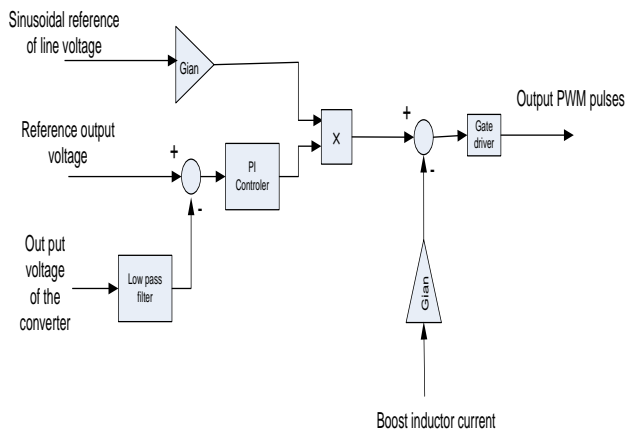 Sinusoidal reference
of line voltage
Gian
Reference output
voltage
+
-
PI
Controler
X
+
-
Gate
driver
Output PWM pulses
Out put
voltage
of the
converter
Low pass
filter
Gian
Boost inductor current